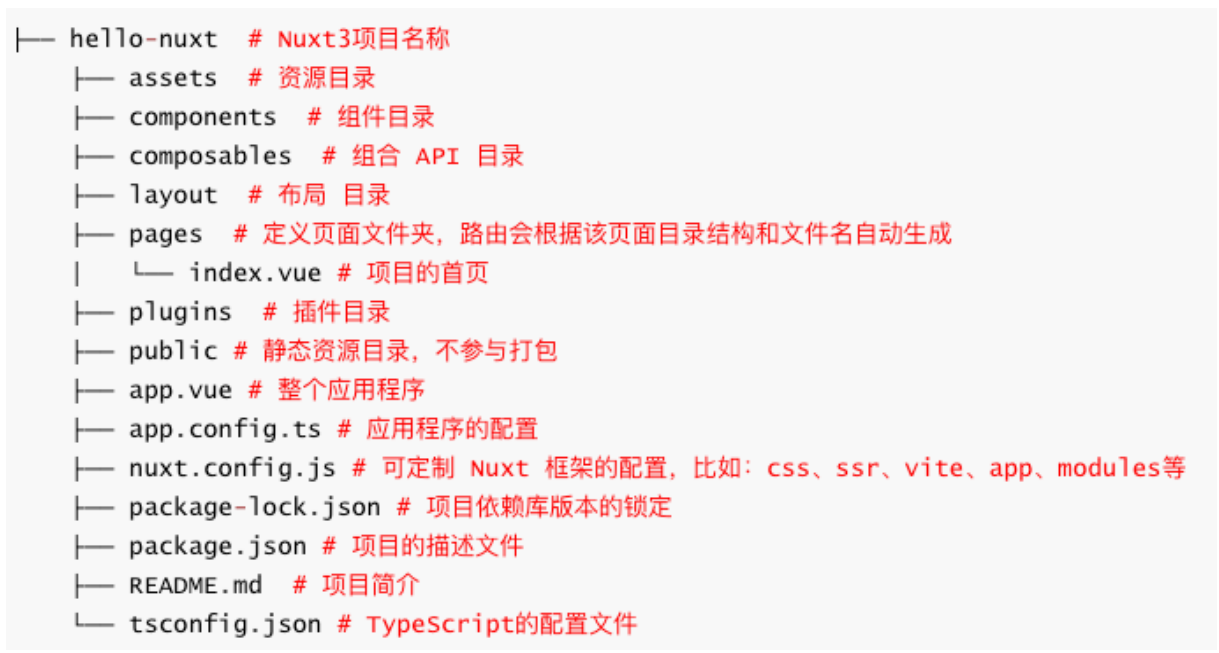 ├── hello-nuxt  # Nuxt3项目名称
    ├── assets  # 资源目录
    ├── components  # 组件目录
    ├── composables  # 组合 API 目录
    ├── layout  # 布局 目录
    ├── pages  # 定义页面文件夹，路由会根据该页面目录结构和文件名自动生成
    │   └── index.vue # 项目的首页
    ├── plugins  # 插件目录
    ├── public # 静态资源目录，不参与打包
    ├── app.vue # 整个应用程序
    ├── app.config.ts # 应用程序的配置
    ├── nuxt.config.js # 可定制 Nuxt 框架的配置，比如：css、ssr、vite、app、modules等
    ├── package-lock.json # 项目依赖库版本的锁定
    ├── package.json # 项目的描述文件
    ├── README.md  # 项目简介
    └── tsconfig.json # TypeScript的配置文件